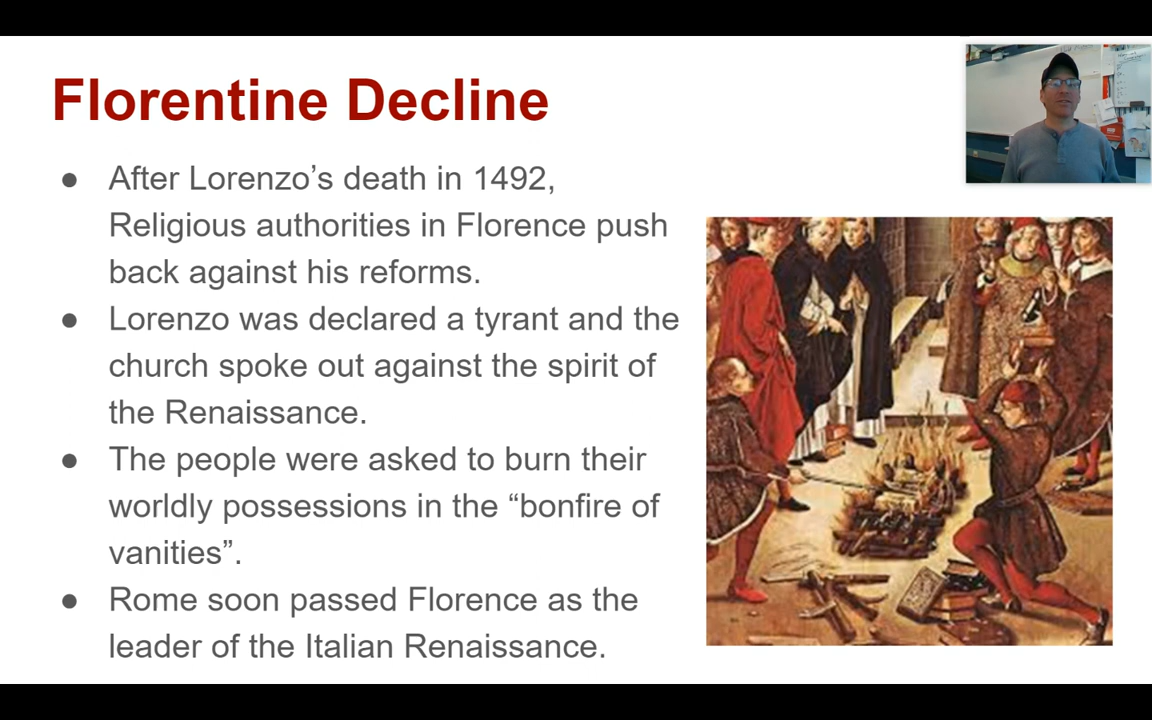 Florentine Decline
● After Lorenzo’s death in 1492,
Religious authorities in Florence push
back against his reforms.
● Lorenzo was declared a tyrant and the
church spoke out against the spirit of
the Renaissance.
● The people were asked to burn their
worldly possessions in the “bonfire of
vanities”.
● Rome soon passed Florence as the
leader of the Italian Renaissance.